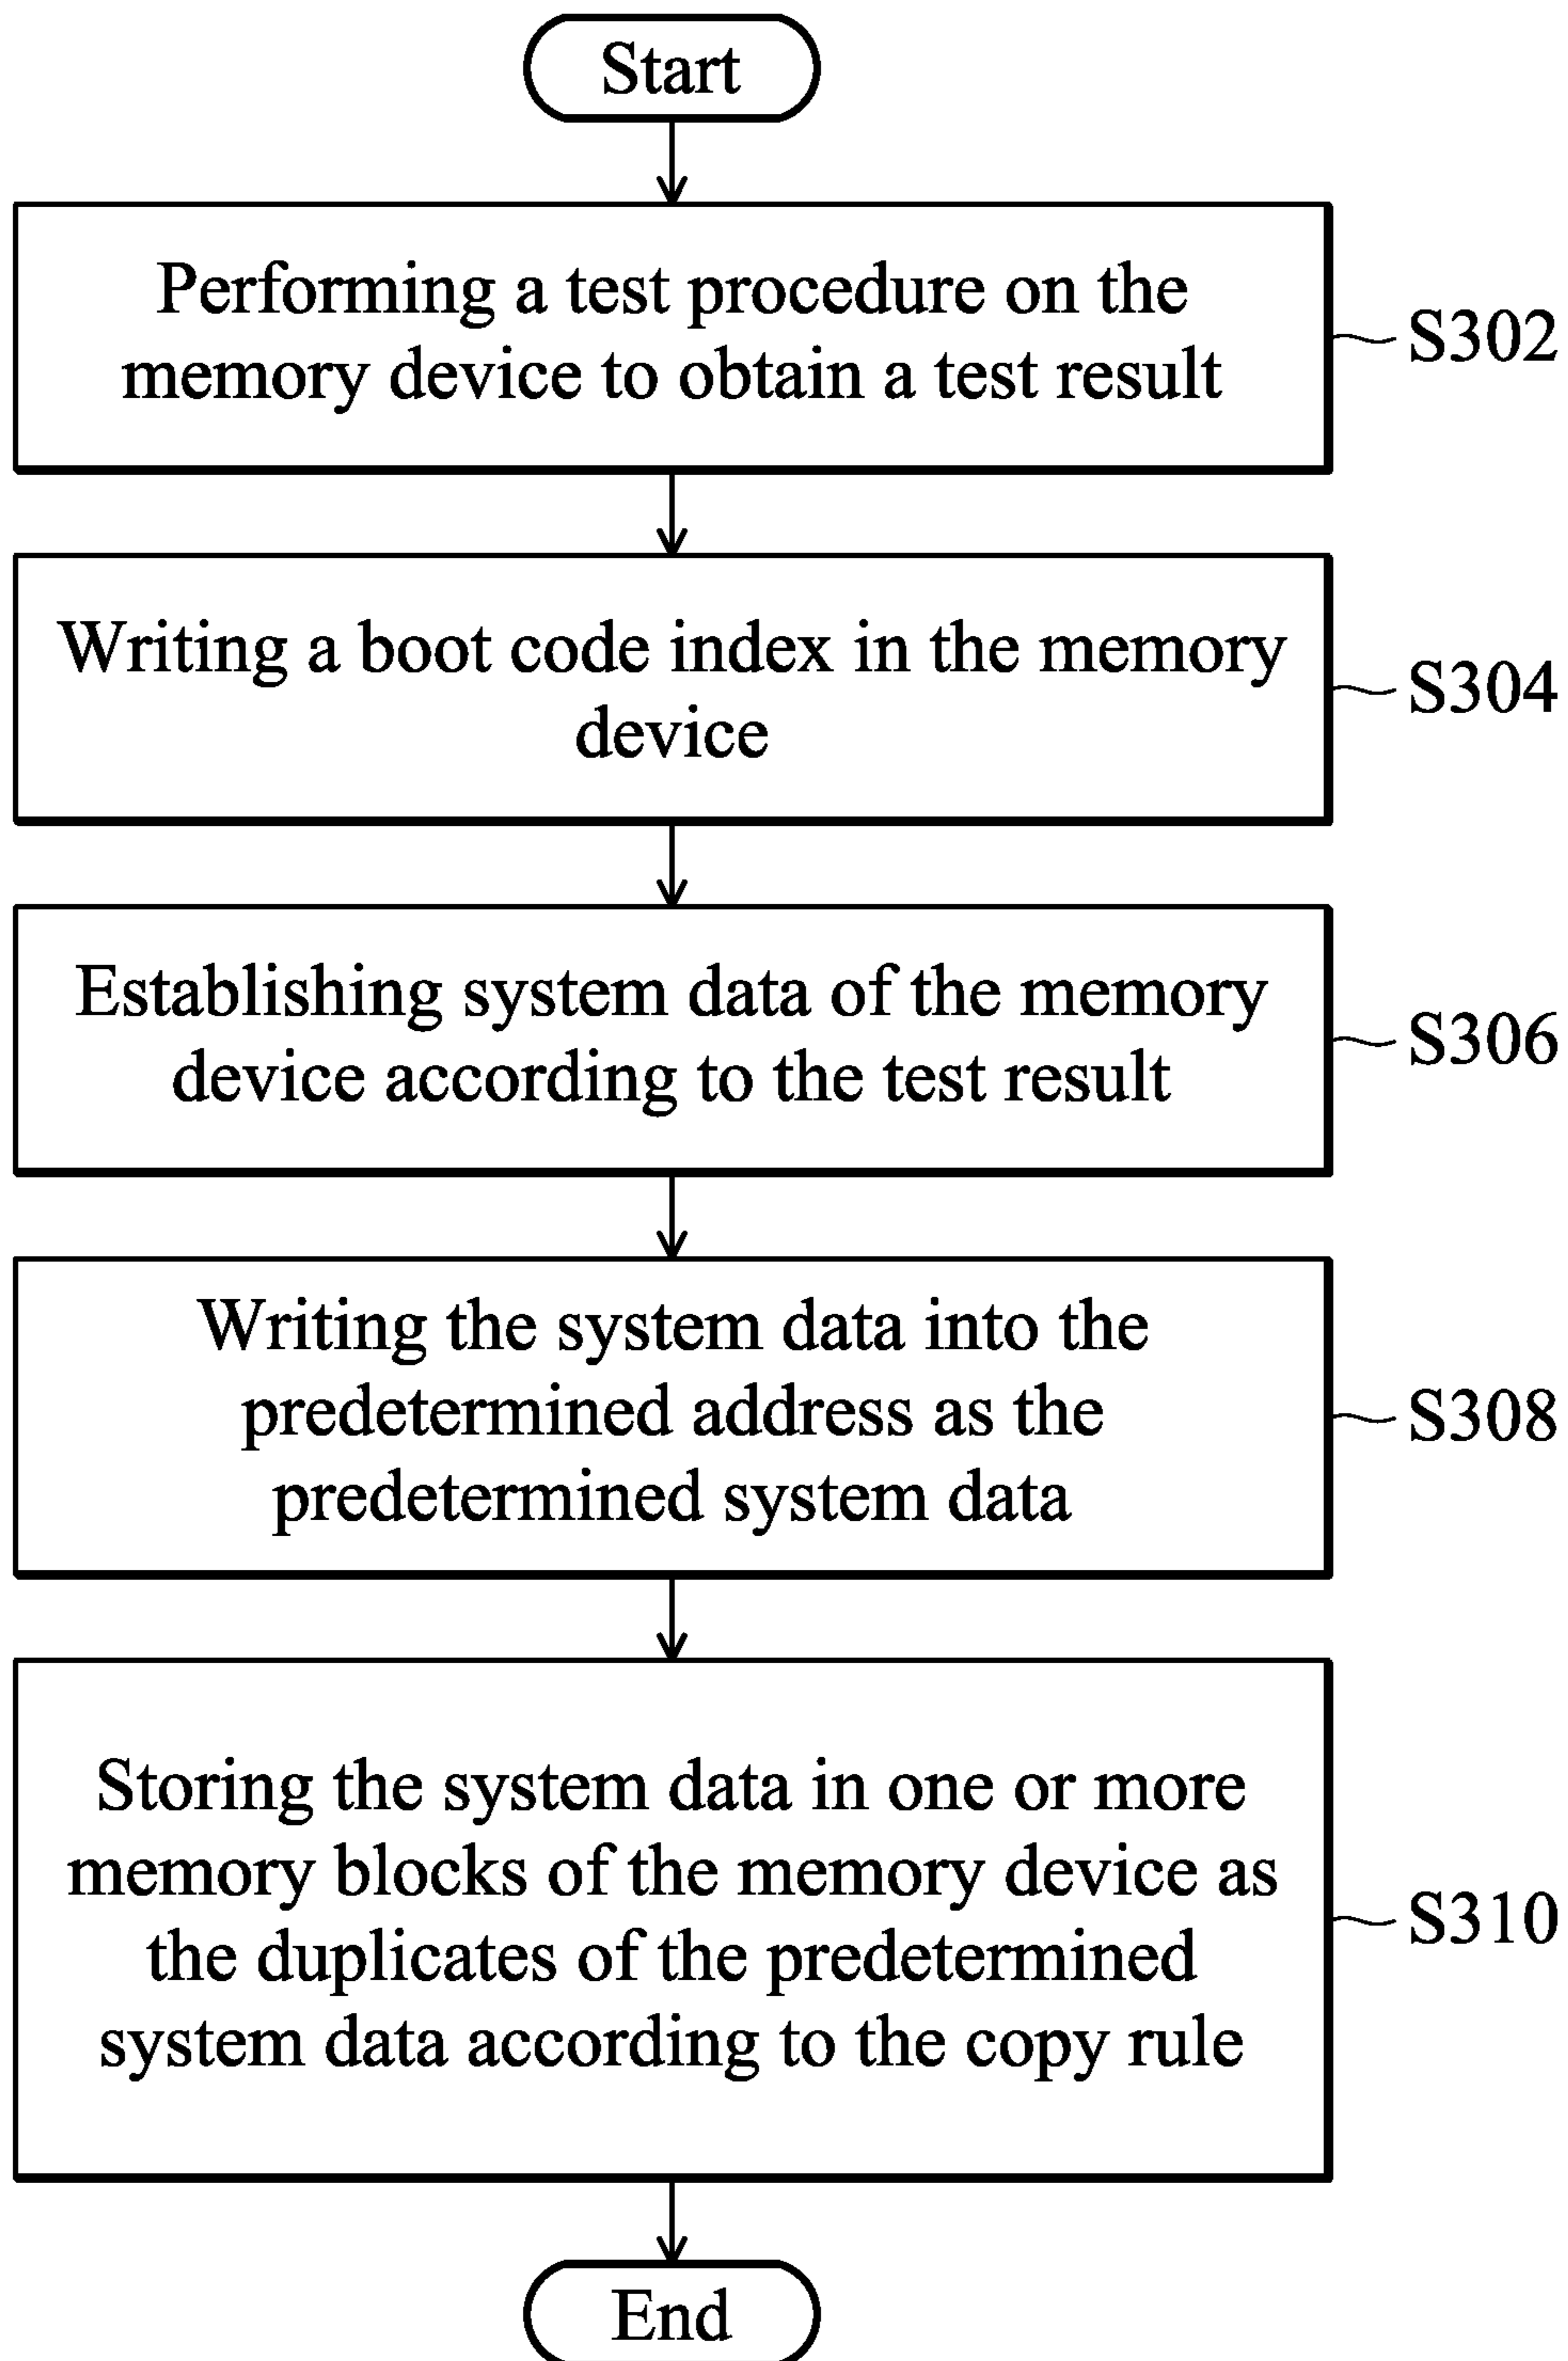 Start
Performing a test procedure on the
memory device to obtain a test result
S302
Writing a boot code index in the memory
device
S304
Establishing system data of the memory
device according to the test result
S306
Writing the system data into the
predetermined address as the
predetermined system data
S308
Storing the system data in one or more
memory blocks of the memory device as
the duplicates of the predetermined
system data according to the copy rule
S310
End